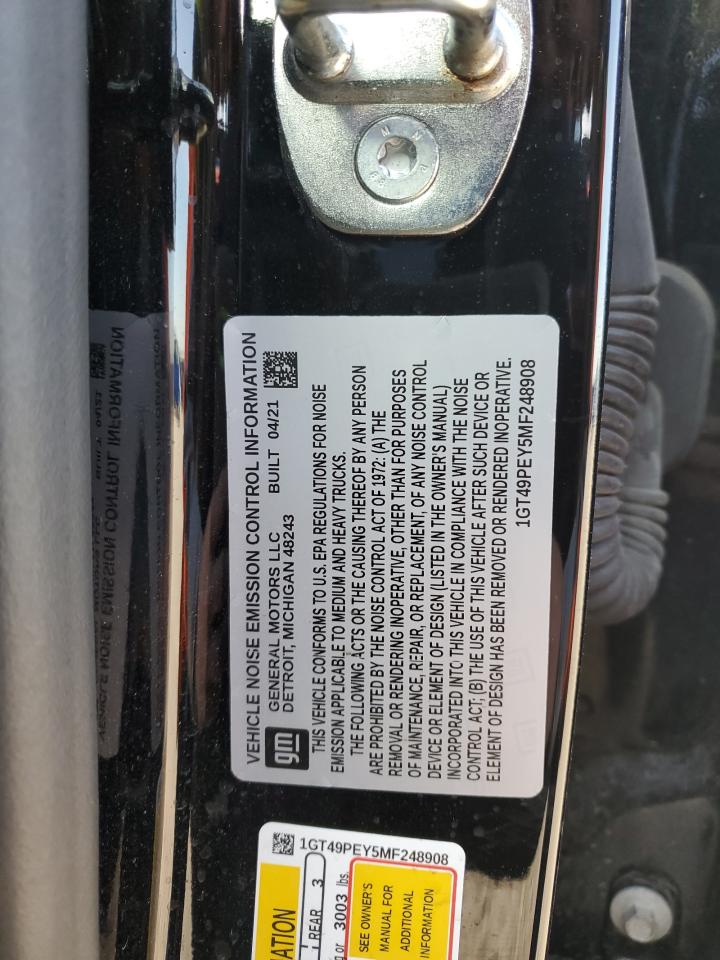 VEHICLE NOISE EMISSION CONTROL INFORMATION
gm
GENERAL MOTORS LLC
DETROIT, MICHIGAN 48243 BUILT 04/21
THIS VEHICLE CONFORMS TO U.S. EPA REGULATIONS FOR NOISE
EMISSION APPLICABLE TO MEDIUM AND HEAVY TRUCKS.
THE FOLLOWING ACTS OR THE CAUSING THEREOF BY ANY PERSON
ARE PROHIBITED BY THE NOISE CONTROL ACT OF 1972: (A) THE
REMOVAL OR RENDERING INOPERATIVE, OTHER THAN FOR PURPOSES
OF MAINTENANCE, REPAIR, OR REPLACEMENT, OF ANY NOISE CONTROL
DEVICE OR ELEMENT OF DESIGN (LISTED IN THE OWNER'S MANUAL)
INCORPORATED INTO THIS VEHICLE IN COMPLIANCE WITH THE NOISE
CONTROL ACT; (B) THE USE OF THIS VEHICLE AFTER SUCH DEVICE OR
ELEMENT OF DESIGN HAS BEEN REMOVED OR RENDERED INOPERATIVE.
1GT49PEY5MF248908
1GT49PEY5MF248908
ATION
REAR 3
g or 3003 lbs.
SEE OWNER'S
MANUAL FOR
ADDITIONAL
INFORMATION